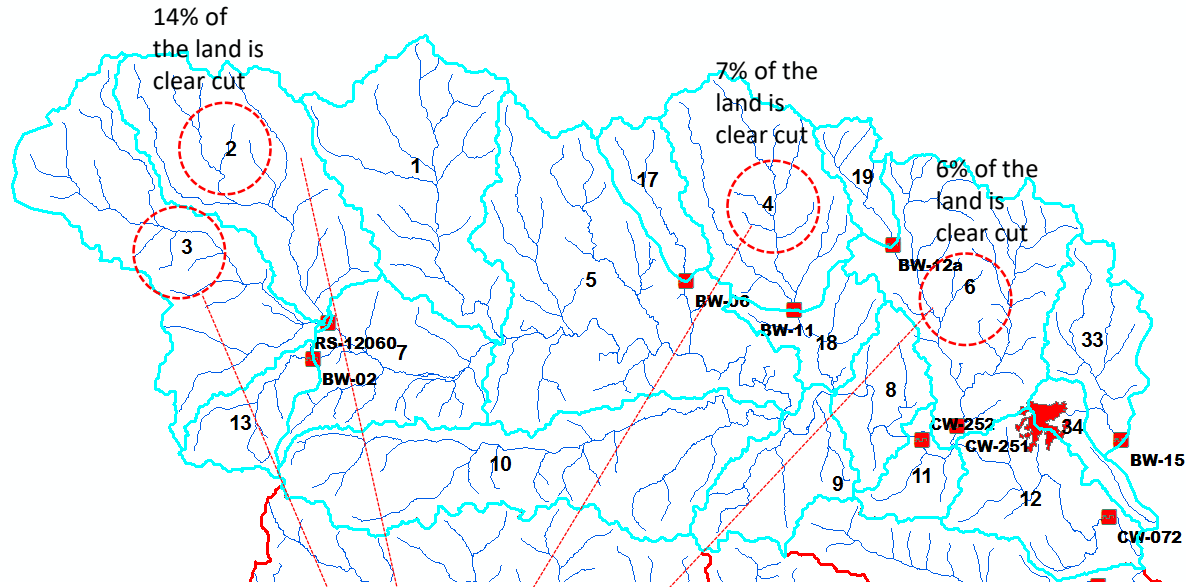 14% of
the land is
clear cut
7% of the
land is
clear cut
6% of the
land is
clear cut
2
1
17
4
19
3
5
BW-12a
6
BW-06
BW-11
18
33
RS-12060
7
BW-02
8
13
CW-252
34
CW-251
BW-15
10
11
9
12
CW-072